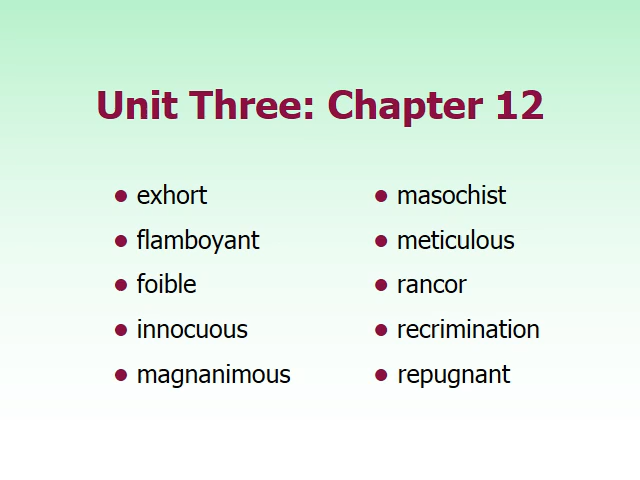 Unit Three: Chapter 12
• exhort
• flamboyant
• foible
• innocuous
• magnanimous
• masochist
• meticulous
• rancor
• recrimination
• repugnant